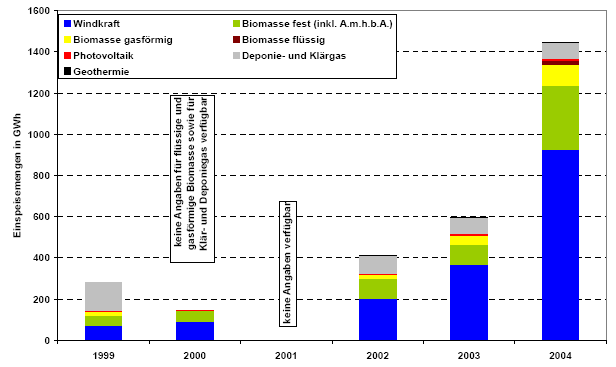 Windkraft
Biomasse fest (inkl. A.m.h.b.A.)
Biomasse gasförmig
Biomasse flüssig
Photovoltaik
Deponie- und Klärgas
Geothermie
Einspeisemengen in GWh
1600
1400
1200
1000
800
600
400
200
0
keine Angaben für flüssige und
gasförmige Biomasse sowie für
Klär- und Deponiegas verfügbar
keine Angaben verfügbar
1999
2000
2001
2002
2003
2004